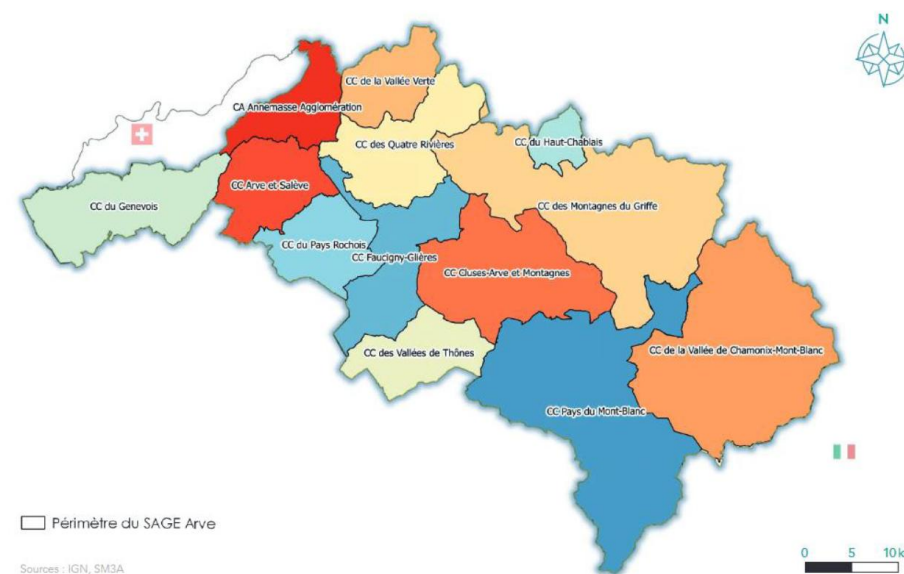 N
CC de la Vallée Verte
CA Annemasse Agglomération
CC des Quatre Rivières
CC du Haut-Chablais
CC Arve et Salève
CC du Genevois
CC des Montagnes du Griffe
CC du Pays Rochois
CC Faucigny-Glières
CC Cluses-Arve et Montagnes
CC des Vallées de Thônes
CC de la Vallée de Chamonix-Mont-Blanc
CC Pays du Mont-Blanc
Périmètre du SAGE Arve
0 5 10k
Sources : IGN, SM3A